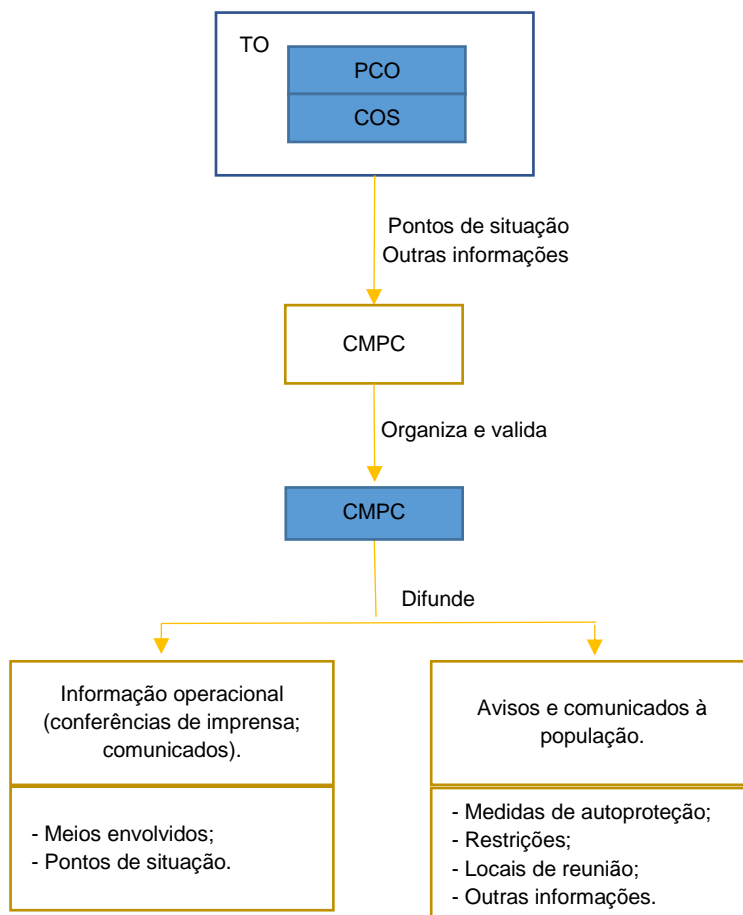 TO
PCO
COS
Pontos de situação
Outras informações
CMPC
Organiza e valida
CMPC
Difunde
Informação operacional
(conferências de imprensa;
comunicados).
- Meios envolvidos;
- Pontos de situação.
Avisos e comunicados à
população.
- Medidas de autoproteção;
- Restrições;
- Locais de reunião;
- Outras informações.